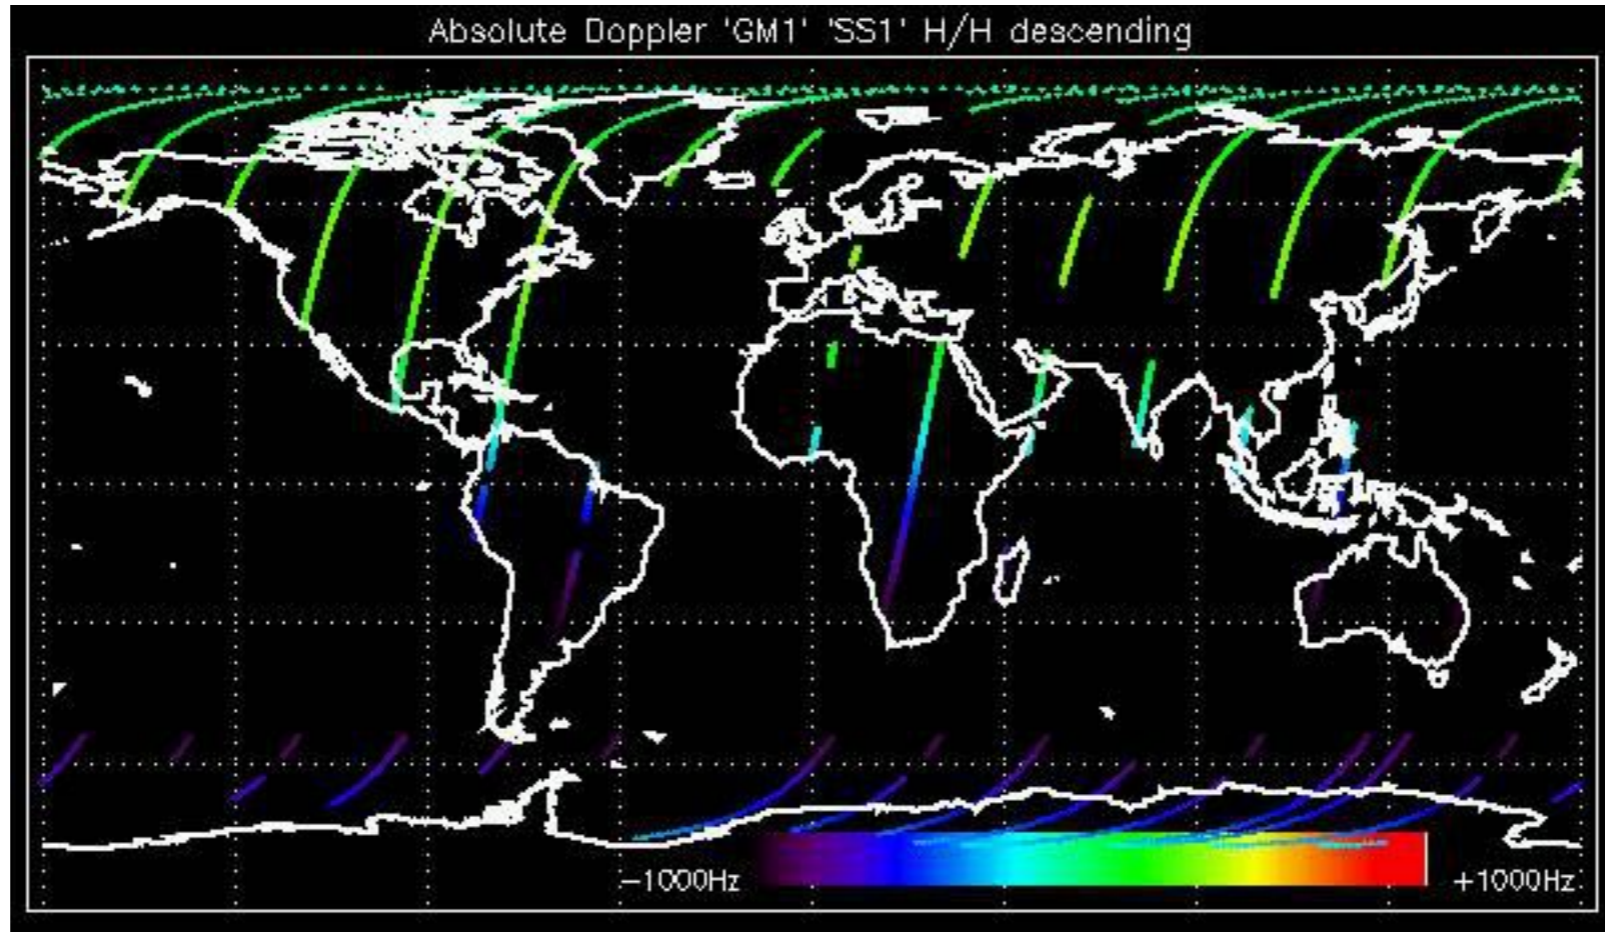 Absolute Doppler 'GM1' 'SS1' H/H descending
−1000Hz
+1000Hz